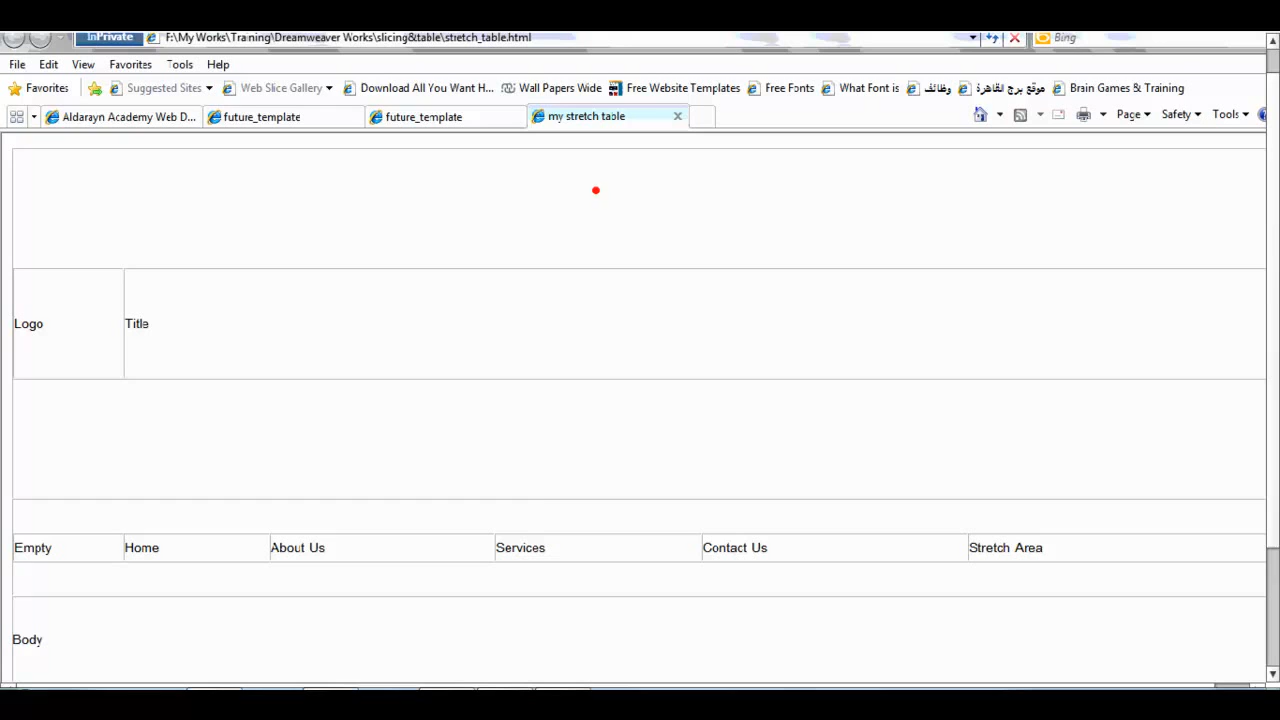 InPrivate F:\My Works\Training\Dreamweaver Works\slicing&table\stretch_table.html Bing
File Edit View Favorites Tools Help
Favorites Suggested Sites Web Slice Gallery Download All You Want H... Wall Papers Wide Free Website Templates Free Fonts What Font is وظائف موقع برج القاهرة Brain Games & Training
Aldarayn Academy Web D... future_template future_template my stretch table Page Safety Tools
Logo Title
Empty Home About Us Services Contact Us Stretch Area
Body